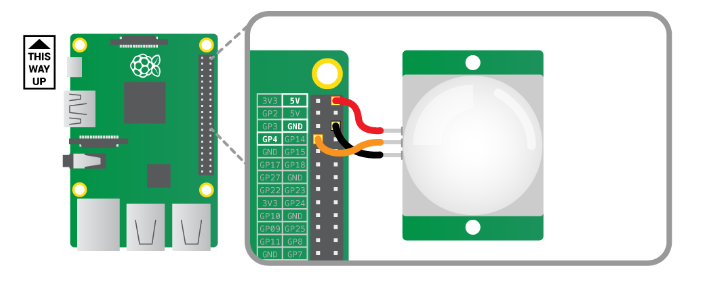 THIS
WAY
UP
3V3 5V
GP2 5V
GP3 GND
GP4 GP14
GND GP15
GP17 GP18
GP27 GND
GP22 GP23
3V3 GP24
GP10 GND
GP09 GP25
GP11 GP8
GND GP7